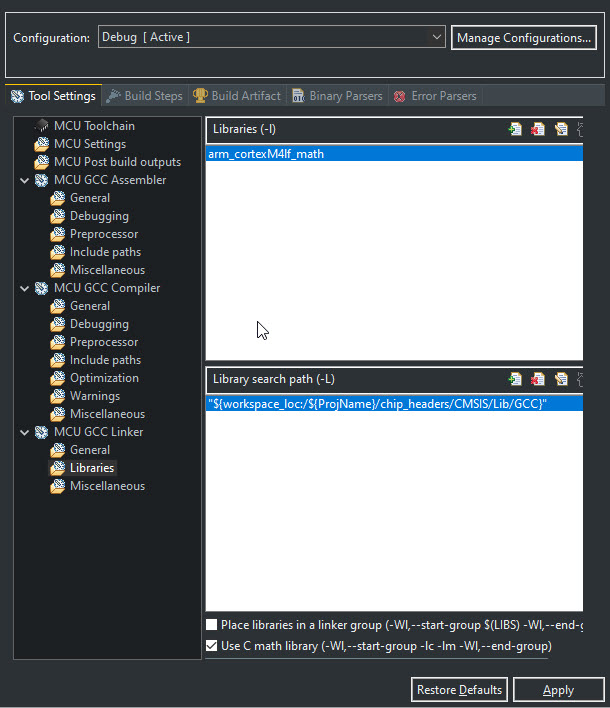 Configuration: Debug [ Active ] Manage Configurations...
Tool Settings Build Steps Build Artifact Binary Parsers Error Parsers
MCU Toolchain
MCU Settings
MCU Post build outputs
MCU GCC Assembler
General
Debugging
Preprocessor
Include paths
Miscellaneous
MCU GCC Compiler
General
Debugging
Preprocessor
Include paths
Optimization
Warnings
Miscellaneous
MCU GCC Linker
General
Libraries
Miscellaneous
Libraries (-l)
arm_cortexM4lf_math
Library search path (-L)
"${workspace_loc:/${ProjName}/chip_headers/CMSIS/Lib/GCC}"
Place libraries in a linker group (-Wl,--start-group $(LIBS) -Wl,--end-g
Use C math library (-Wl,--start-group -lc -lm -Wl,--end-group)
Restore Defaults Apply